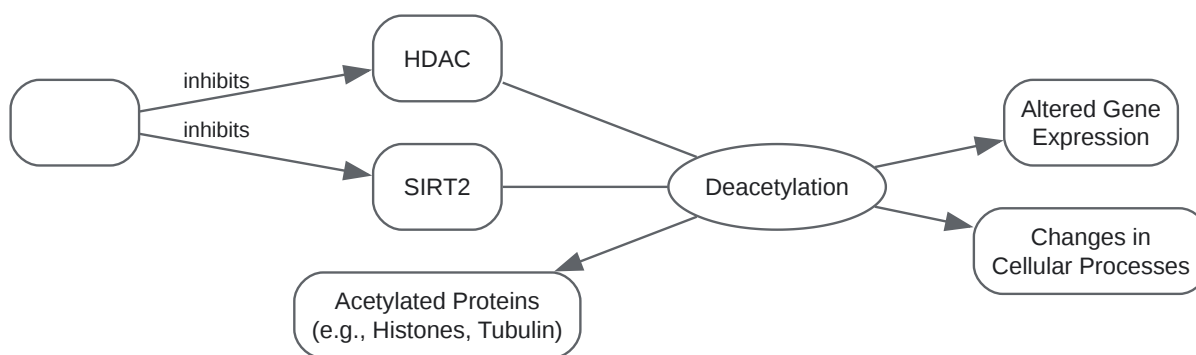 inhibits
HDAC
inhibits
SIRT2
Deacetylation
Altered Gene
Expression
Changes in
Cellular Processes
Acetylated Proteins
(e.g., Histones, Tubulin)